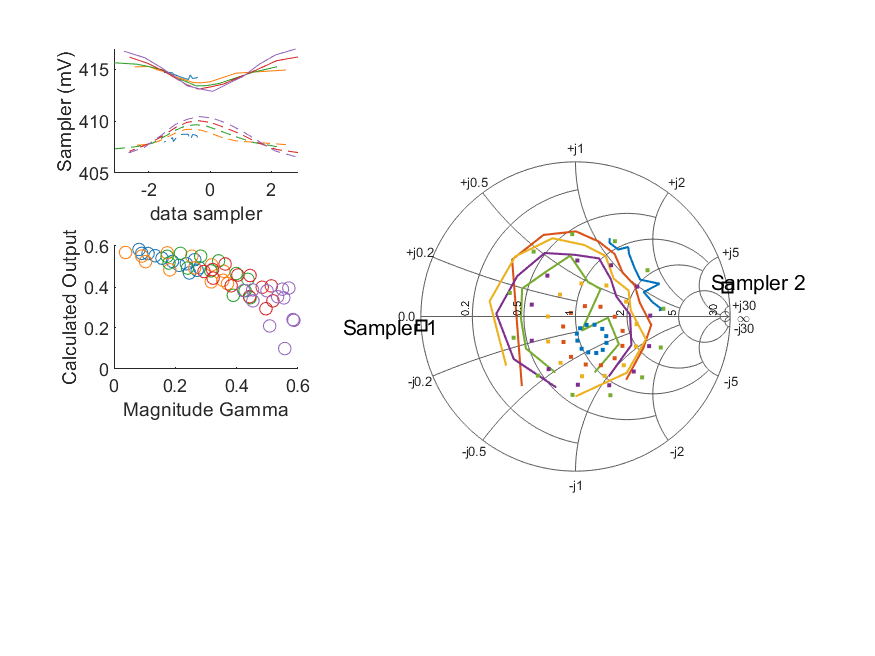 Sampler (mV)
415
410
405
-2
0
2
data sampler
Calculated Output
0.6
0.4
0.2
0
0
0.2
0.4
0.6
Magnitude Gamma
+j1
+j0.5
+j2
+j0.2
+j5
Sampler 2
+j30
0.0
0.2
0.5
1
2
5
30
∞
-j30
Sampler 1
-j0.2
-j5
-j0.5
-j2
-j1